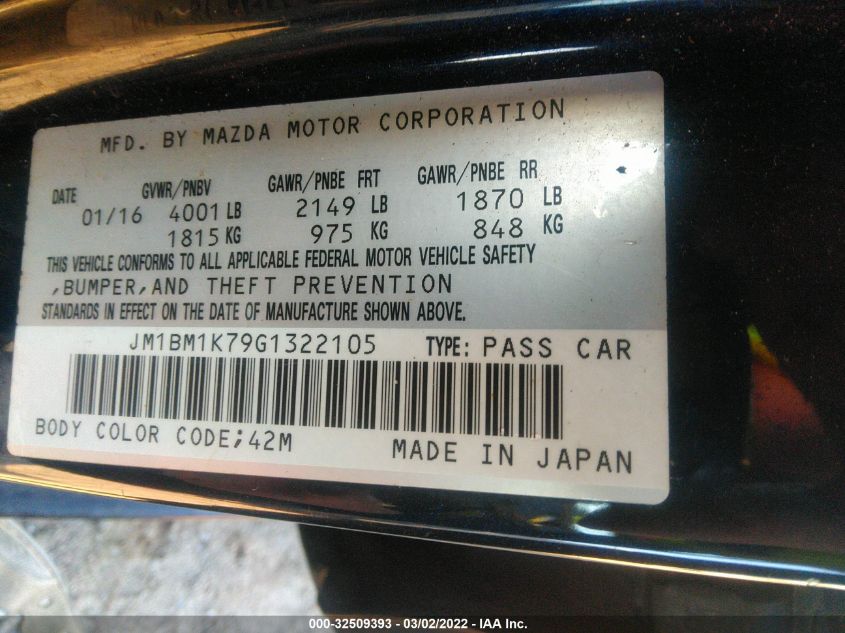 MFD. BY MAZDA MOTOR CORPORATION
DATE GVWR/PNBV GAWR/PNBE FRT GAWR/PNBE RR
01/16 4001 LB 2149 LB 1870 LB
1815 KG 975 KG 848 KG
THIS VEHICLE CONFORMS TO ALL APPLICABLE FEDERAL MOTOR VEHICLE SAFETY
,BUMPER,AND THEFT PREVENTION
STANDARDS IN EFFECT ON THE DATE OF MANUFACTURE SHOWN ABOVE.
JM1BM1K79G1322105 TYPE: PASS CAR
BODY COLOR CODE;42M MADE IN JAPAN
000-32509393 - 03/02/2022 - IAA Inc.